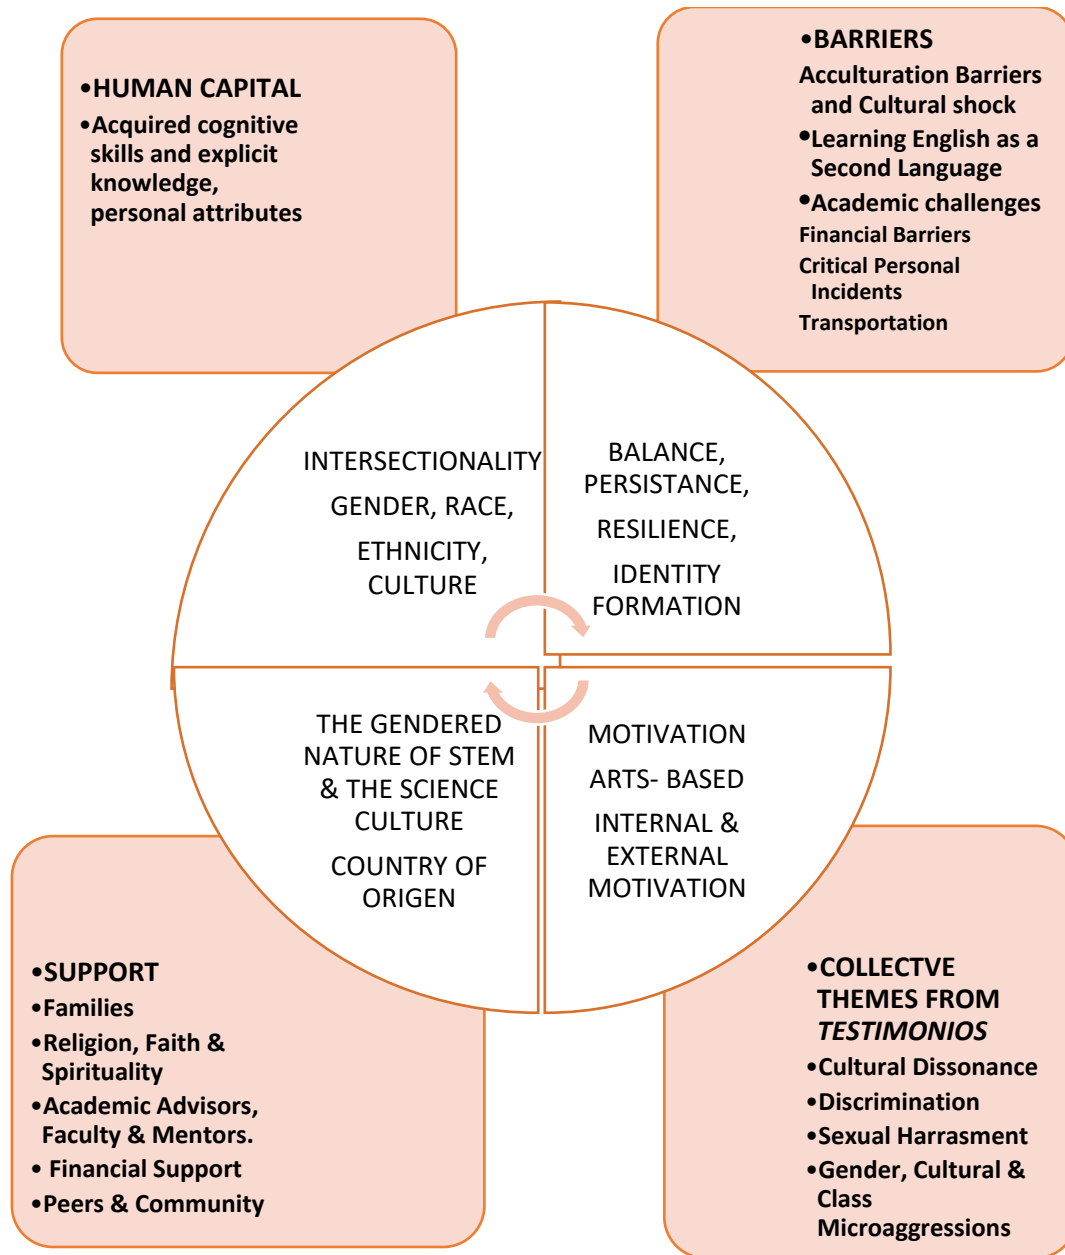 •HUMAN CAPITAL
•Acquired cognitive
skills and explicit
knowledge,
personal attributes
•BARRIERS
Acculturation Barriers
and Cultural shock
•Learning English as a
Second Language
•Academic challenges
Financial Barriers
Critical Personal
Incidents
Transportation
INTERSECTIONALITY
GENDER, RACE,
ETHNICITY,
CULTURE
BALANCE,
PERSISTANCE,
RESILIENCE,
IDENTITY
FORMATION
THE GENDERED
NATURE OF STEM
& THE SCIENCE
CULTURE
COUNTRY OF
ORIGEN
MOTIVATION
ARTS- BASED
INTERNAL &
EXTERNAL
MOTIVATION
•SUPPORT
•Families
•Religion, Faith &
Spirituality
•Academic Advisors,
Faculty & Mentors.
• Financial Support
•Peers & Community
•COLLECTVE
THEMES FROM
TESTIMONIOS
•Cultural Dissonance
•Discrimination
•Sexual Harrasment
•Gender, Cultural &
Class
Microaggressions